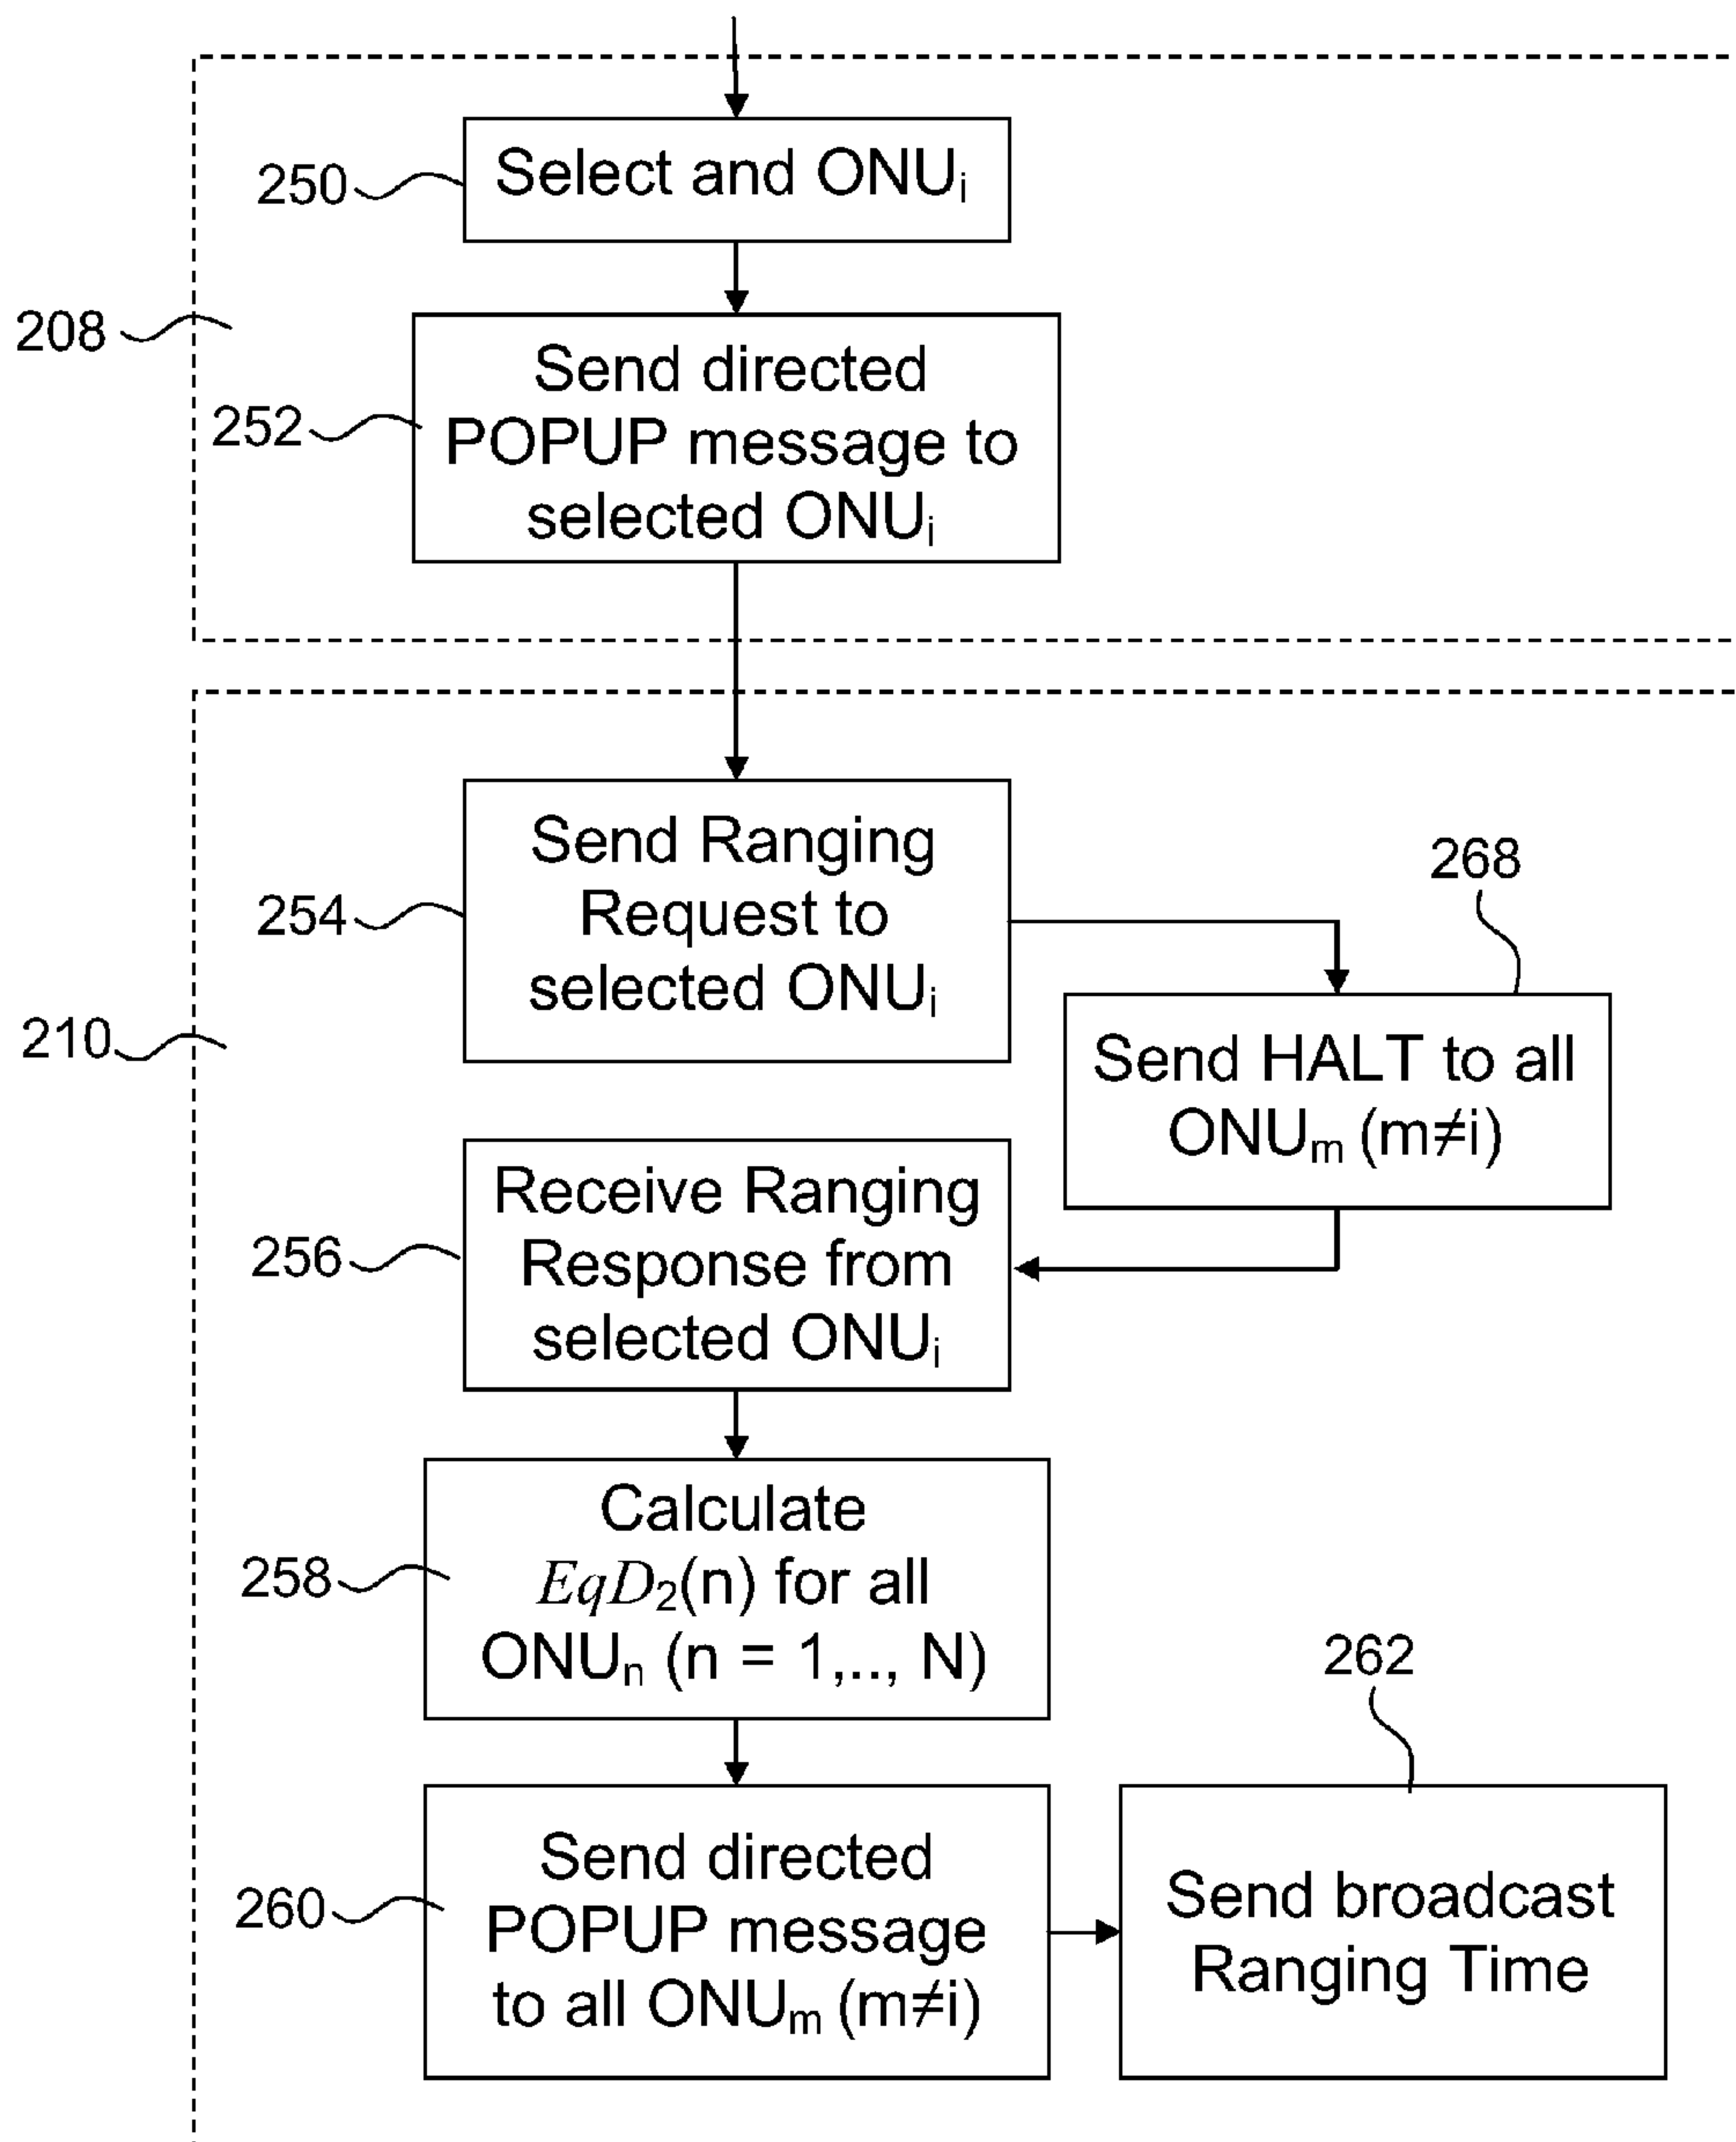 250
Select and ONUi
208
252
Send directed
POPUP message to
selected ONUi
254
Send Ranging
Request to
selected ONUi
268
210
Send HALT to all
ONUm (m≠i)
256
Receive Ranging
Response from
selected ONUi
258
Calculate
EqD2(n) for all
ONUn (n = 1,.., N)
262
260
Send directed
POPUP message
to all ONUm (m≠i)
Send broadcast
Ranging Time